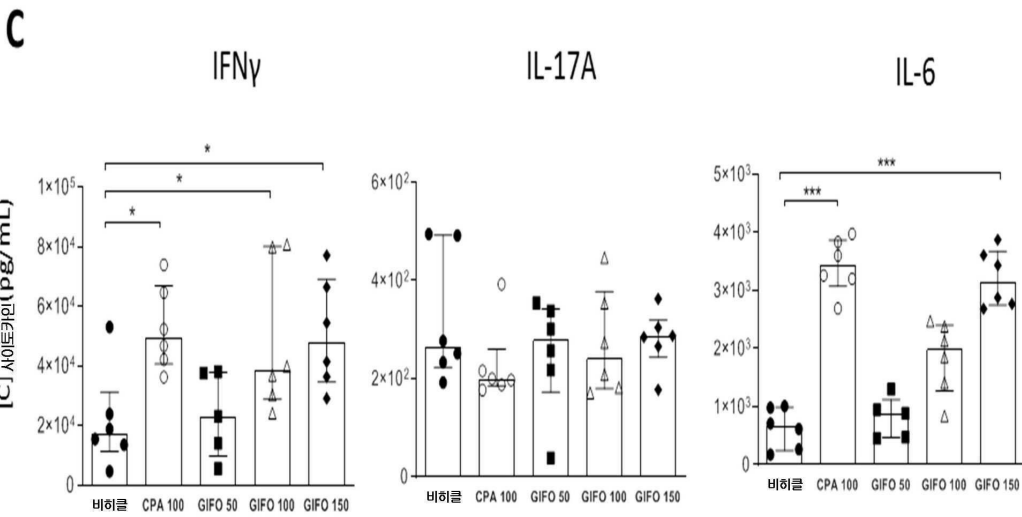 C
IFNγ
IL-17A
IL-6
[C] 사이토카인(pg/mL)
*
*
*
1×10⁵
8×10⁴
6×10⁴
4×10⁴
2×10⁴
0
비히클 CPA 100 GIFO 50 GIFO 100 GIFO 150
6×10²
4×10²
2×10²
0
비히클 CPA 100 GIFO 50 GIFO 100 GIFO 150
***
***
5×10³
4×10³
3×10³
2×10³
1×10³
0
비히클 CPA 100 GIFO 50 GIFO 100 GIFO 150